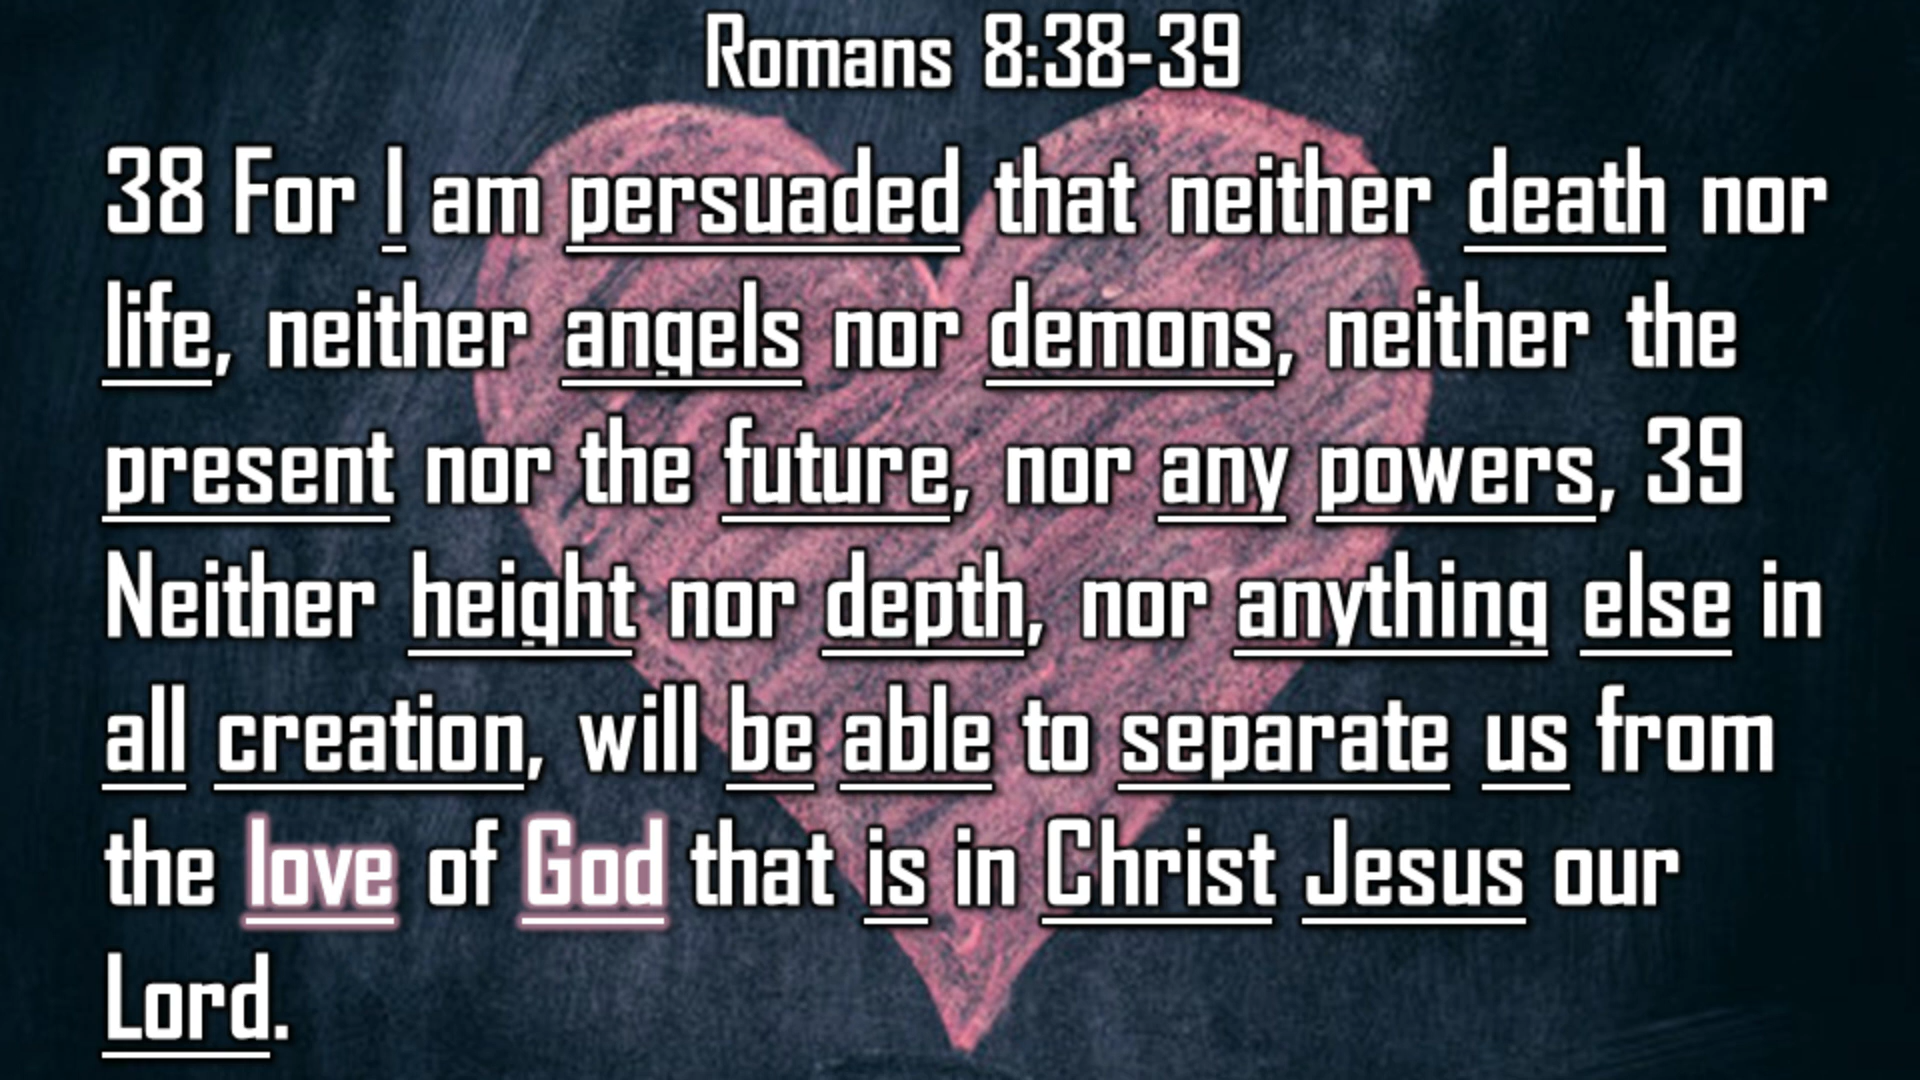 Romans 8:38-39
38 For I am persuaded that neither death nor
life, neither angels nor demons, neither the
present nor the future, nor any powers, 39
Neither height nor depth, nor anything else in
all creation, will be able to separate us from
the love of God that is in Christ Jesus our
Lord.